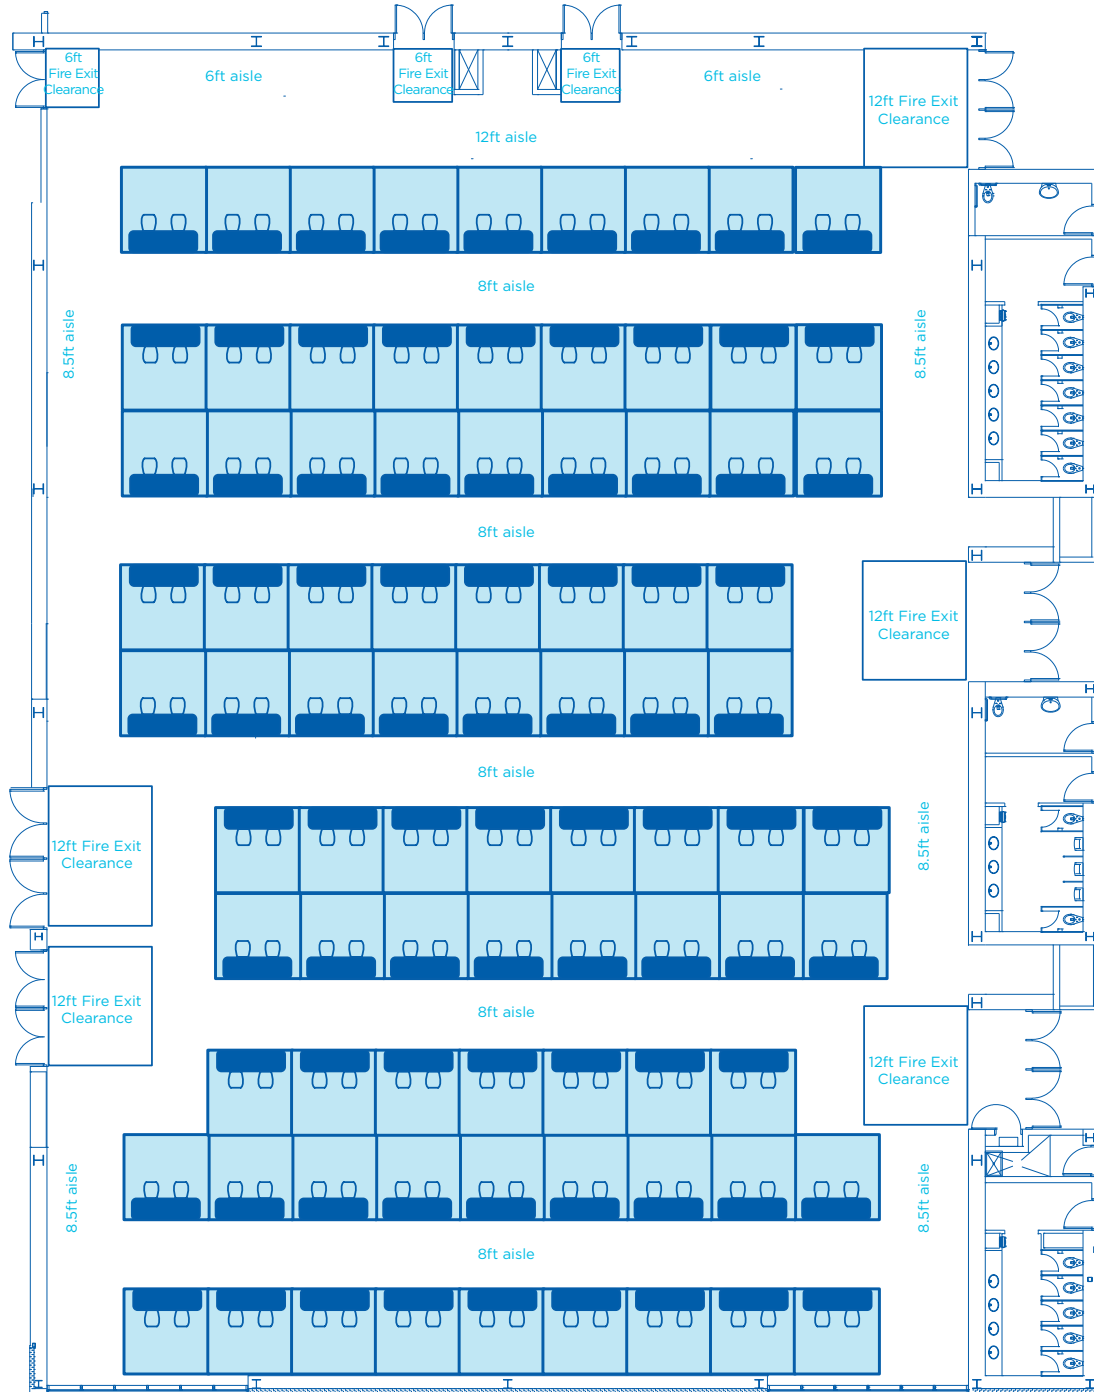 6ft
Fire Exit
Clearance
6ft aisle
6ft
Fire Exit
Clearance
6ft
Fire Exit
Clearance
6ft aisle
12ft Fire Exit
Clearance
12ft aisle
8ft aisle
8.5ft aisle
8.5ft aisle
8ft aisle
12ft Fire Exit
Clearance
8ft aisle
12ft Fire Exit
Clearance
8.5ft aisle
12ft Fire Exit
Clearance
8ft aisle
12ft Fire Exit
Clearance
8.5ft aisle
8.5ft aisle
8ft aisle